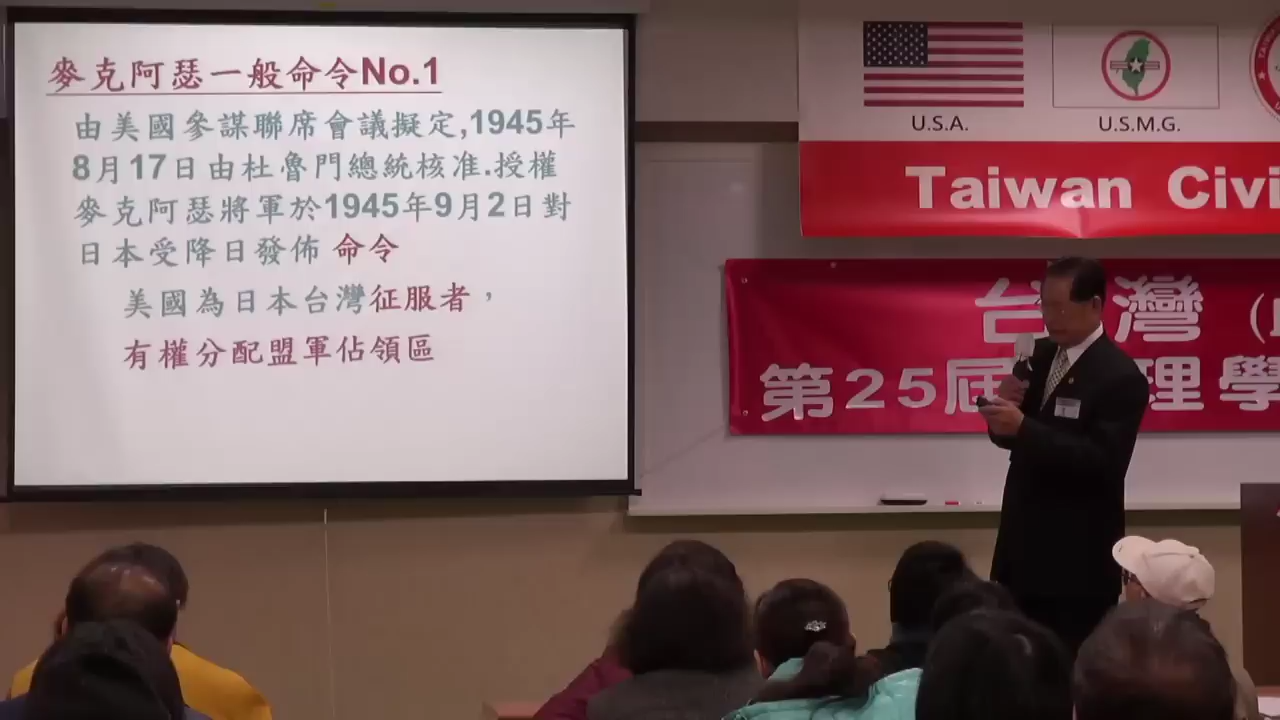 麥克阿瑟一般命令No.1
由美國參謀聯席會議擬定,1945年
8月17日由杜魯門總統核准.授權
麥克阿瑟將軍於1945年9月2日對
日本受降日發佈 命令
美國為日本台灣征服者，
有權分配盟軍佔領區
U.S.A.
U.S.M.G.
Taiwan Civi
台灣（
第25屆 理學